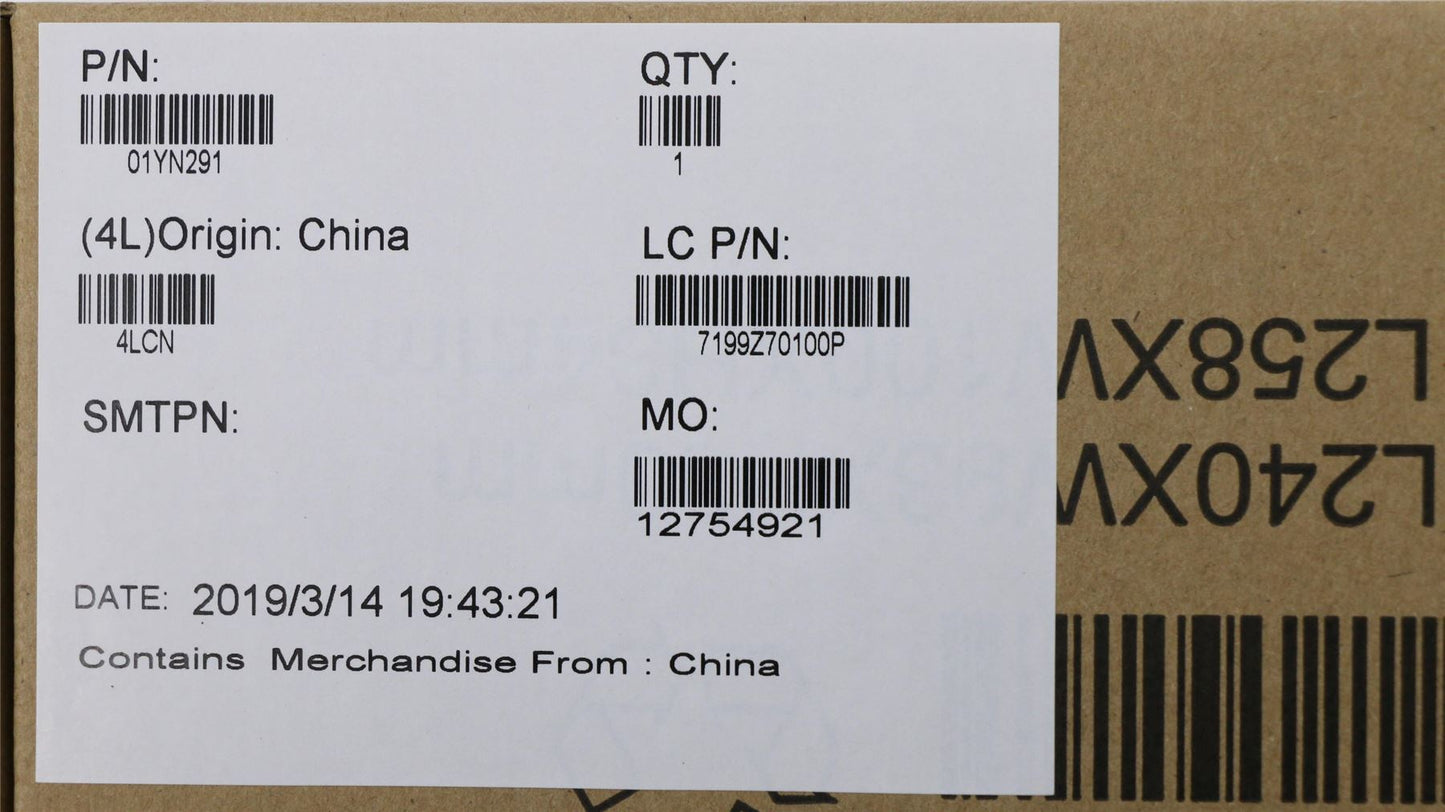 P/N:
01YN291
QTY:
1
(4L)Origin: China
4LCN
LC P/N:
7199Z70100P
SMTPN:
MO:
12754921
DATE: 2019/3/14 19:43:21
Contains Merchandise From : China
L258XV
L240XV